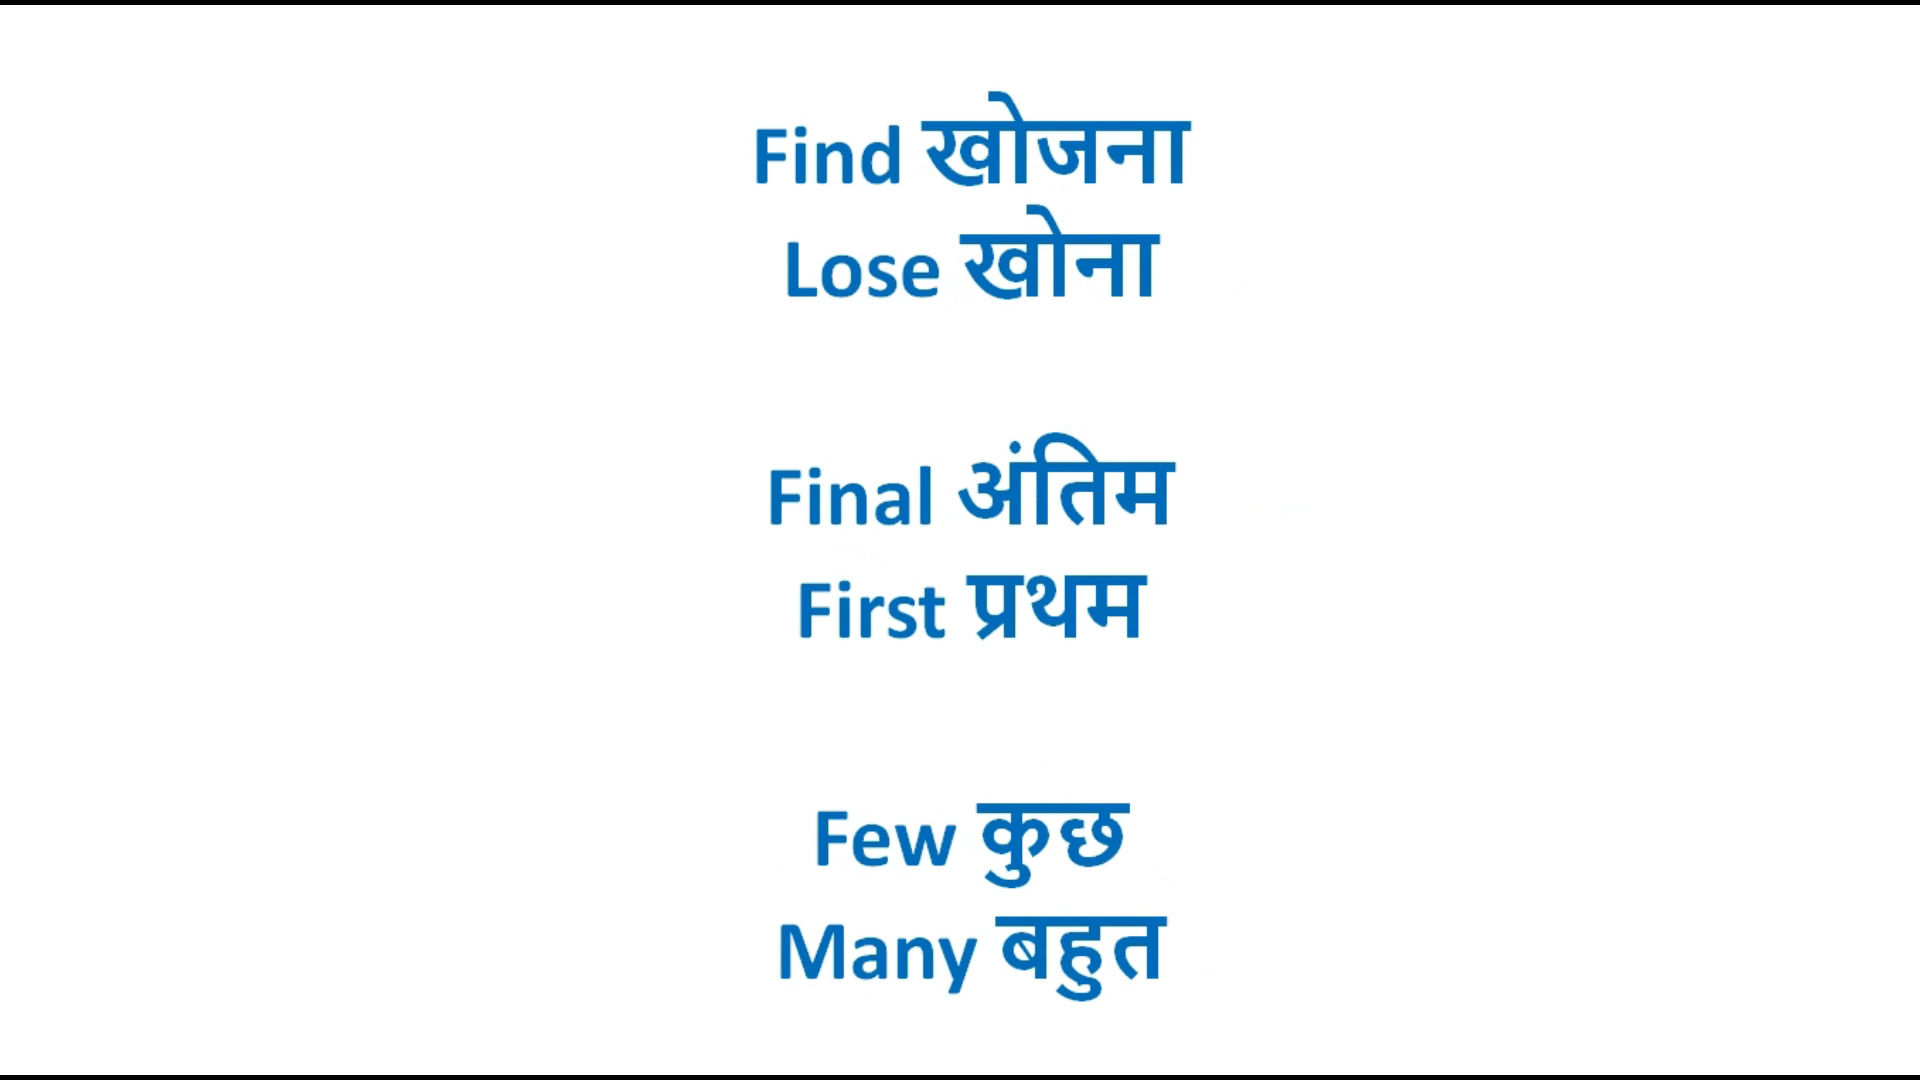 Find खोजना
Lose खोना
Final अंतिम
First प्रथम
Few कुछ
Many बहुत